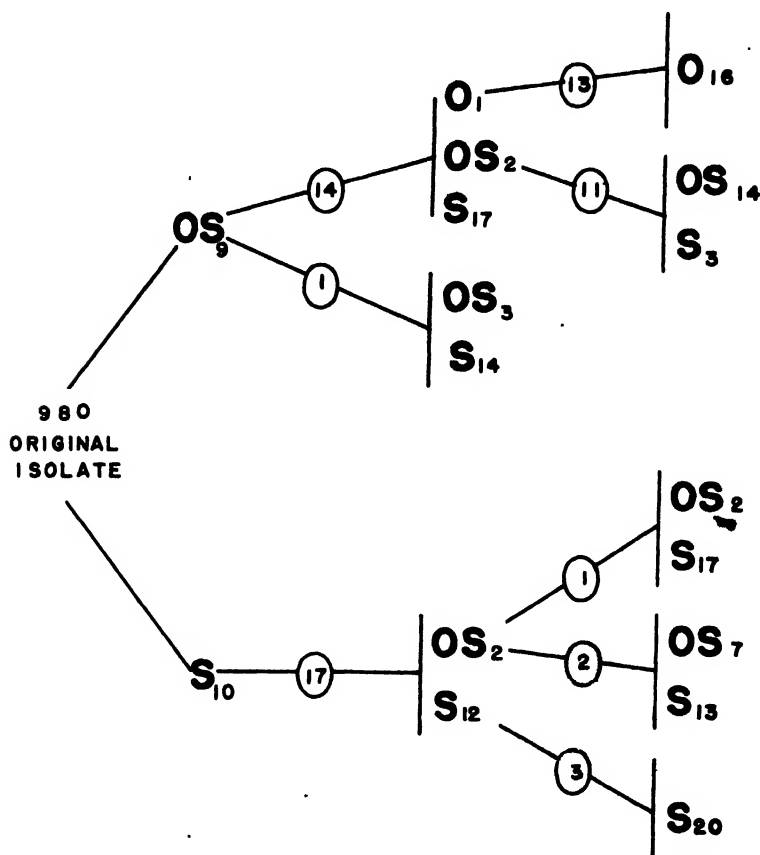 O₁ 13 O₁₆
OS₂ 11 OS₁₄
14
S₁₇ S₃
OS₉
1 OS₃
S₁₄
980
ORIGINAL
ISOLATE
OS₂
S₁₇
1
OS₂ 2 OS₇
S₁₀ 17
S₁₂ S₁₃
3
S₂₀